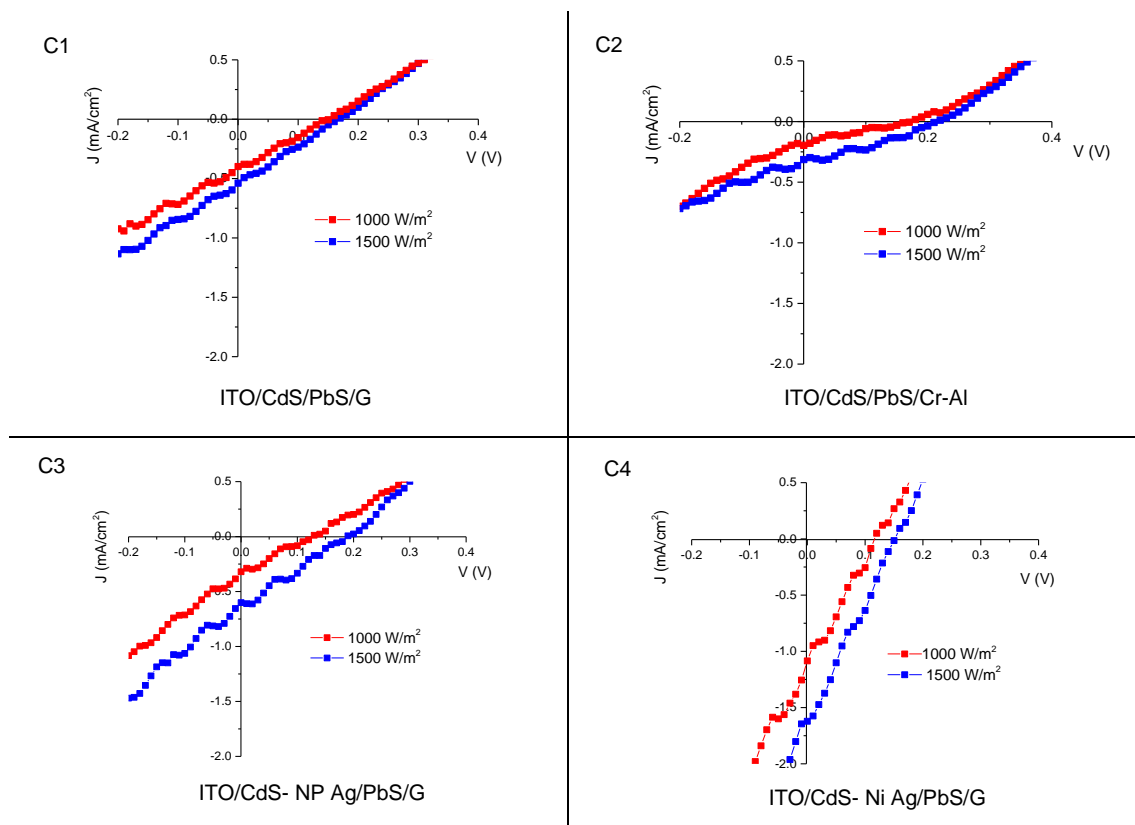 C1
J (mA/cm²)
0.5
0.0
-0.5
-1.0
-1.5
-2.0
-0.2 -0.1 0.0 0.1 0.2 0.3 0.4
V (V)
1000 W/m²
1500 W/m²
ITO/CdS/PbS/G
C2
J (mA/cm²)
0.5
0.0
-0.5
-1.0
-1.5
-2.0
-0.2 0.0 0.2 0.4
V (V)
1000 W/m²
1500 W/m²
ITO/CdS/PbS/Cr-Al
C3
J (mA/cm²)
0.5
0.0
-0.5
-1.0
-1.5
-2.0
-0.2 -0.1 0.0 0.1 0.2 0.3 0.4
V (V)
1000 W/m²
1500 W/m²
ITO/CdS- NP Ag/PbS/G
C4
J (mA/cm²)
0.5
0.0
-0.5
-1.0
-1.5
-2.0
-0.2 -0.1 0.0 0.1 0.2 0.3 0.4
V (V)
1000 W/m²
1500 W/m²
ITO/CdS- Ni Ag/PbS/G